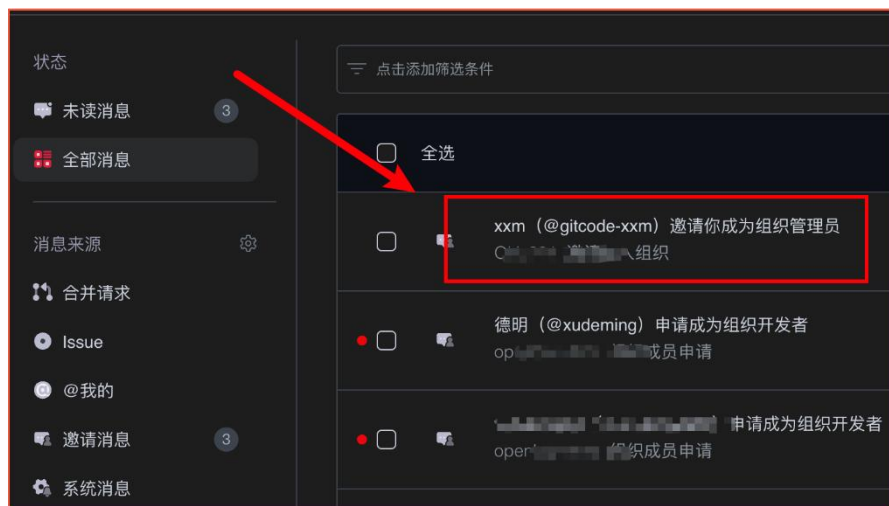 状态
未读消息 3
全部消息
消息来源
合并请求
Issue
@我的
邀请消息 3
系统消息
点击添加筛选条件
全选
xxm（@gitcode-xxm）邀请你成为组织管理员
组织
德明（@xudeming）申请成为组织开发者
成员申请
申请成为组织开发者
组织成员申请